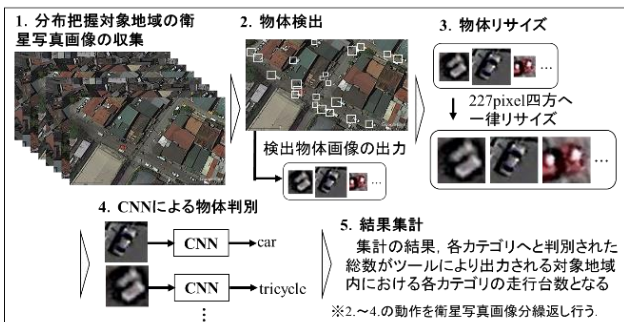 1. 分布把握対象地域の衛
星写真画像の収集
2. 物体検出
検出物体画像の出力
…
3. 物体リサイズ
…
227pixel四方へ
一律リサイズ
…
4. CNNによる物体判別
CNN
car
CNN
tricycle
⋮
5. 結果集計
集計の結果, 各カテゴリへと判別された
総数がツールにより出力される対象地域
内における各カテゴリの走行台数となる
※2.～4.の動作を衛星写真画像分繰返し行う.